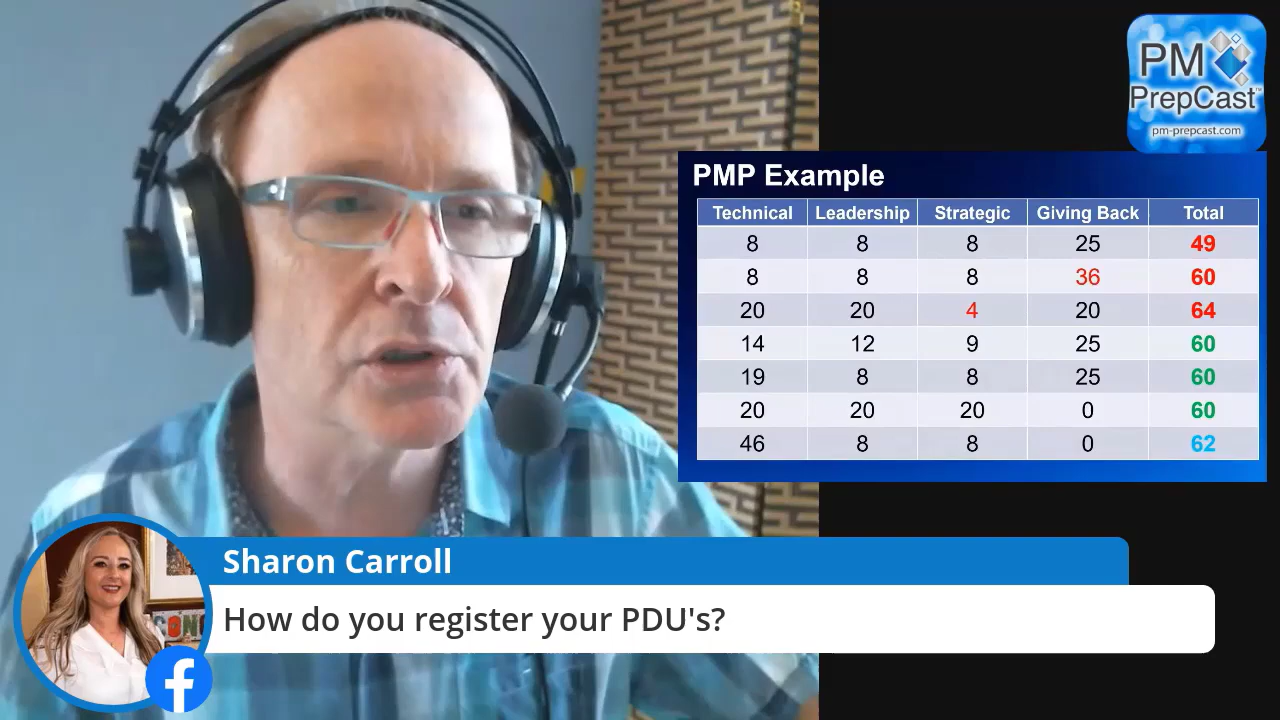 PM
PrepCast™
pm-prepcast.com
PMP Example
Technical Leadership Strategic Giving Back Total
8 8 8 25 49
8 8 8 36 60
20 20 4 20 64
14 12 9 25 60
19 8 8 25 60
20 20 20 0 60
46 8 8 0 62
Sharon Carroll
How do you register your PDU's?